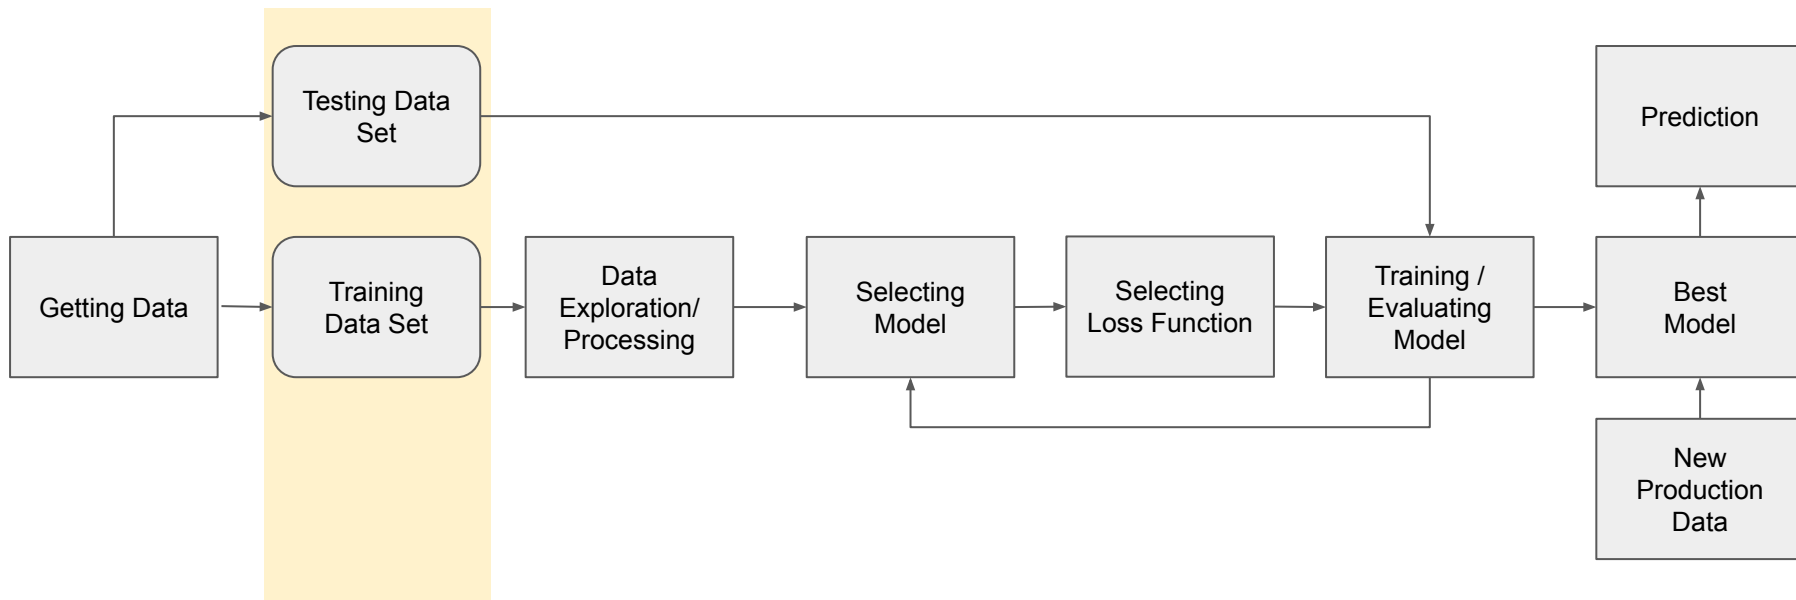 Testing Data
Set
Prediction
Getting Data
Training
Data Set
Data
Exploration/
Processing
Selecting
Model
Selecting
Loss Function
Training /
Evaluating
Model
Best
Model
New
Production
Data